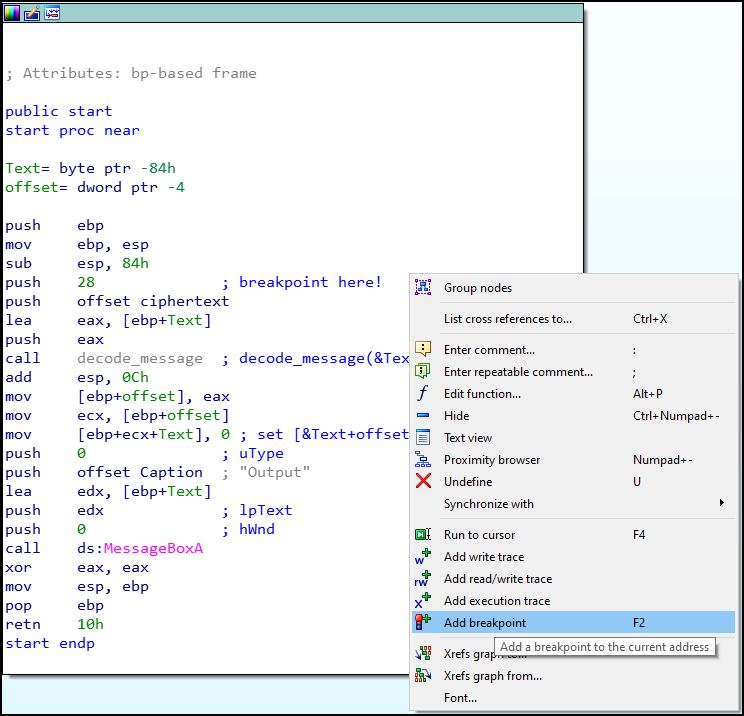 ; Attributes: bp-based frame
public start
start proc near
Text= byte ptr -84h
offset= dword ptr -4
push    ebp
mov     ebp, esp
sub     esp, 84h
push    28              ; breakpoint here!
push    offset ciphertext
lea     eax, [ebp+Text]
push    eax
call    decode_message  ; decode_message(&Tex
add     esp, 0Ch
mov     [ebp+offset], eax
mov     ecx, [ebp+offset]
mov     [ebp+ecx+Text], 0 ; set [&Text+offset
push    0               ; uType
push    offset Caption  ; "Output"
lea     edx, [ebp+Text]
push    edx             ; lpText
push    0               ; hWnd
call    ds:MessageBoxA
xor     eax, eax
mov     esp, ebp
pop     ebp
retn    10h
start endp
Group nodes
List cross references to... Ctrl+X
Enter comment... :
Enter repeatable comment... ;
Edit function... Alt+P
Hide Ctrl+Numpad+-
Text view
Proximity browser Numpad+-
Undefine U
Synchronize with
Run to cursor F4
Add write trace
Add read/write trace
Add execution trace
Add breakpoint F2
Add a breakpoint to the current address
Xrefs graph to...
Xrefs graph from...
Font...